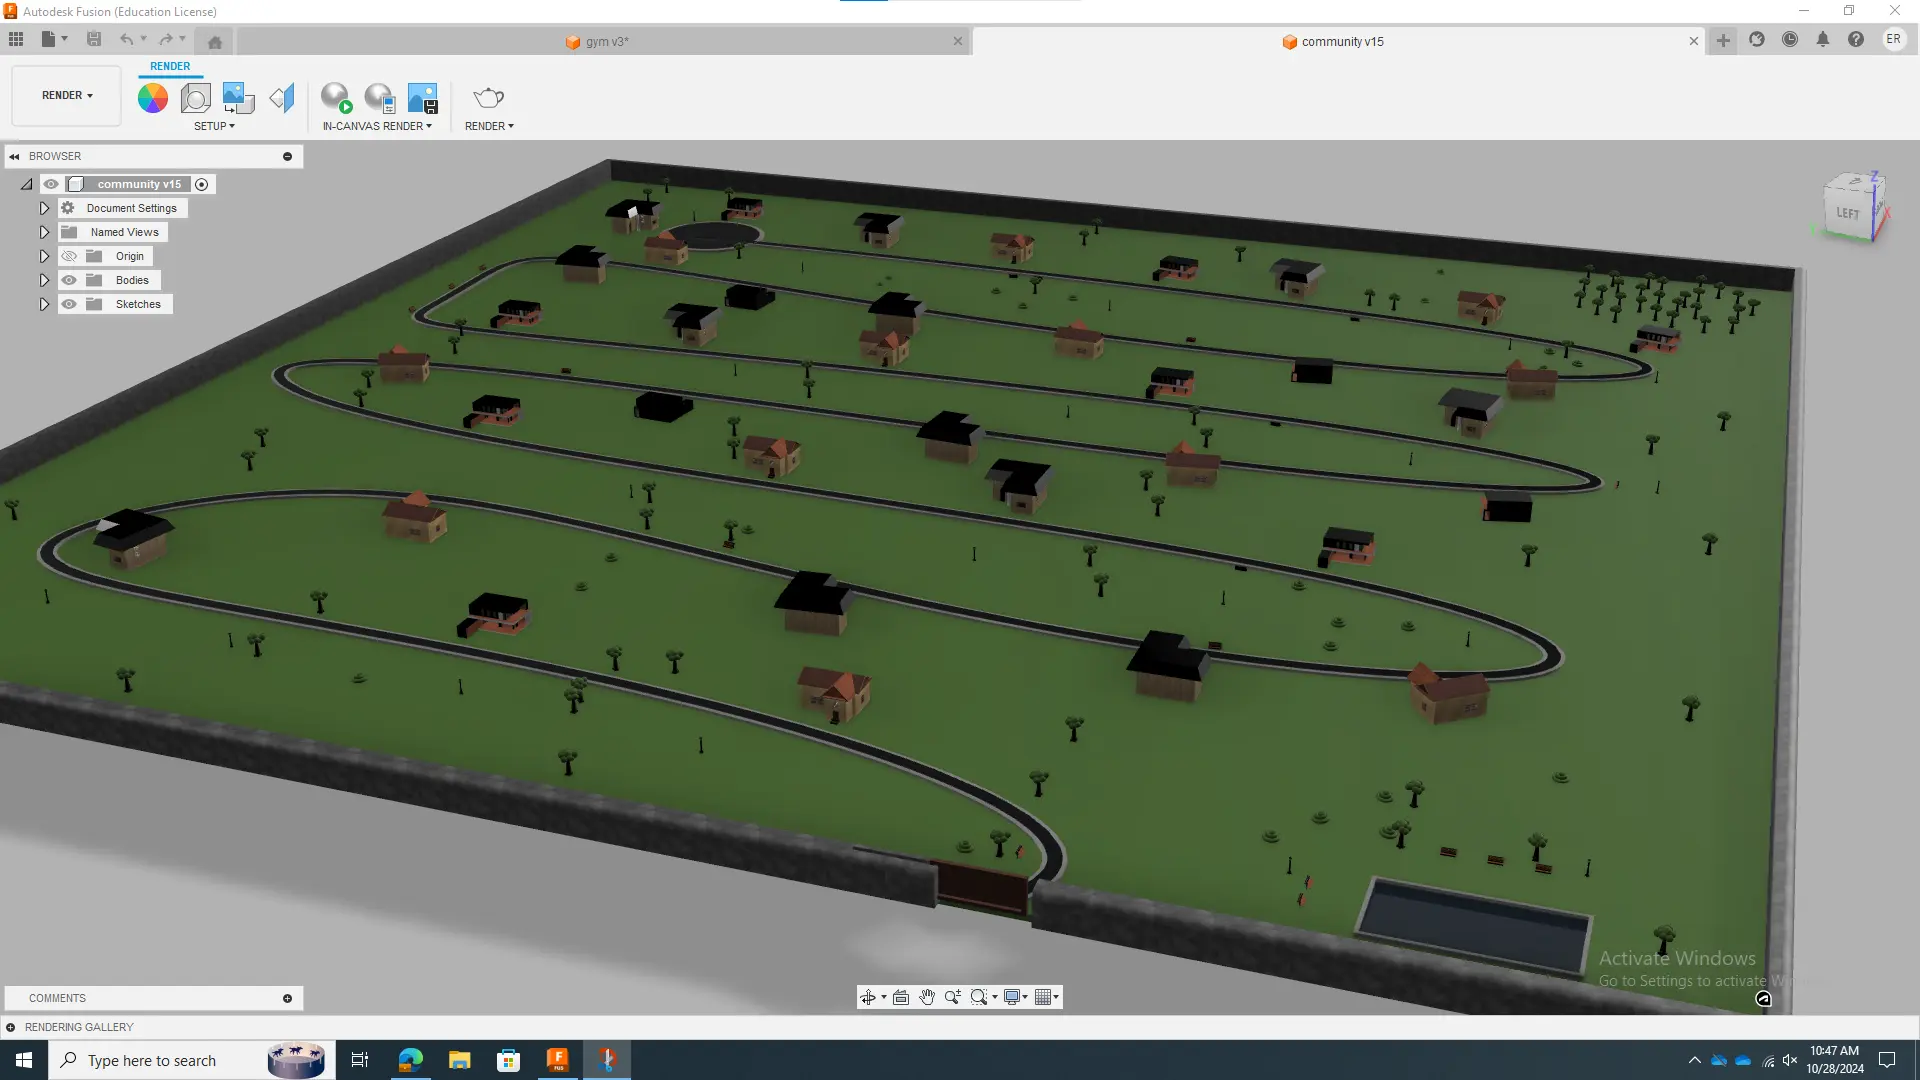 Autodesk Fusion (Education License)
gym v3*
community v15
ER
RENDER
RENDER
SETUP
IN-CANVAS RENDER
RENDER
BROWSER
community v15
Document Settings
Named Views
Origin
Bodies
Sketches
Z
LEFT
X
Activate Windows
Go to Settings to activate W
COMMENTS
RENDERING GALLERY
Type here to search
10:47 AM
10/28/2024